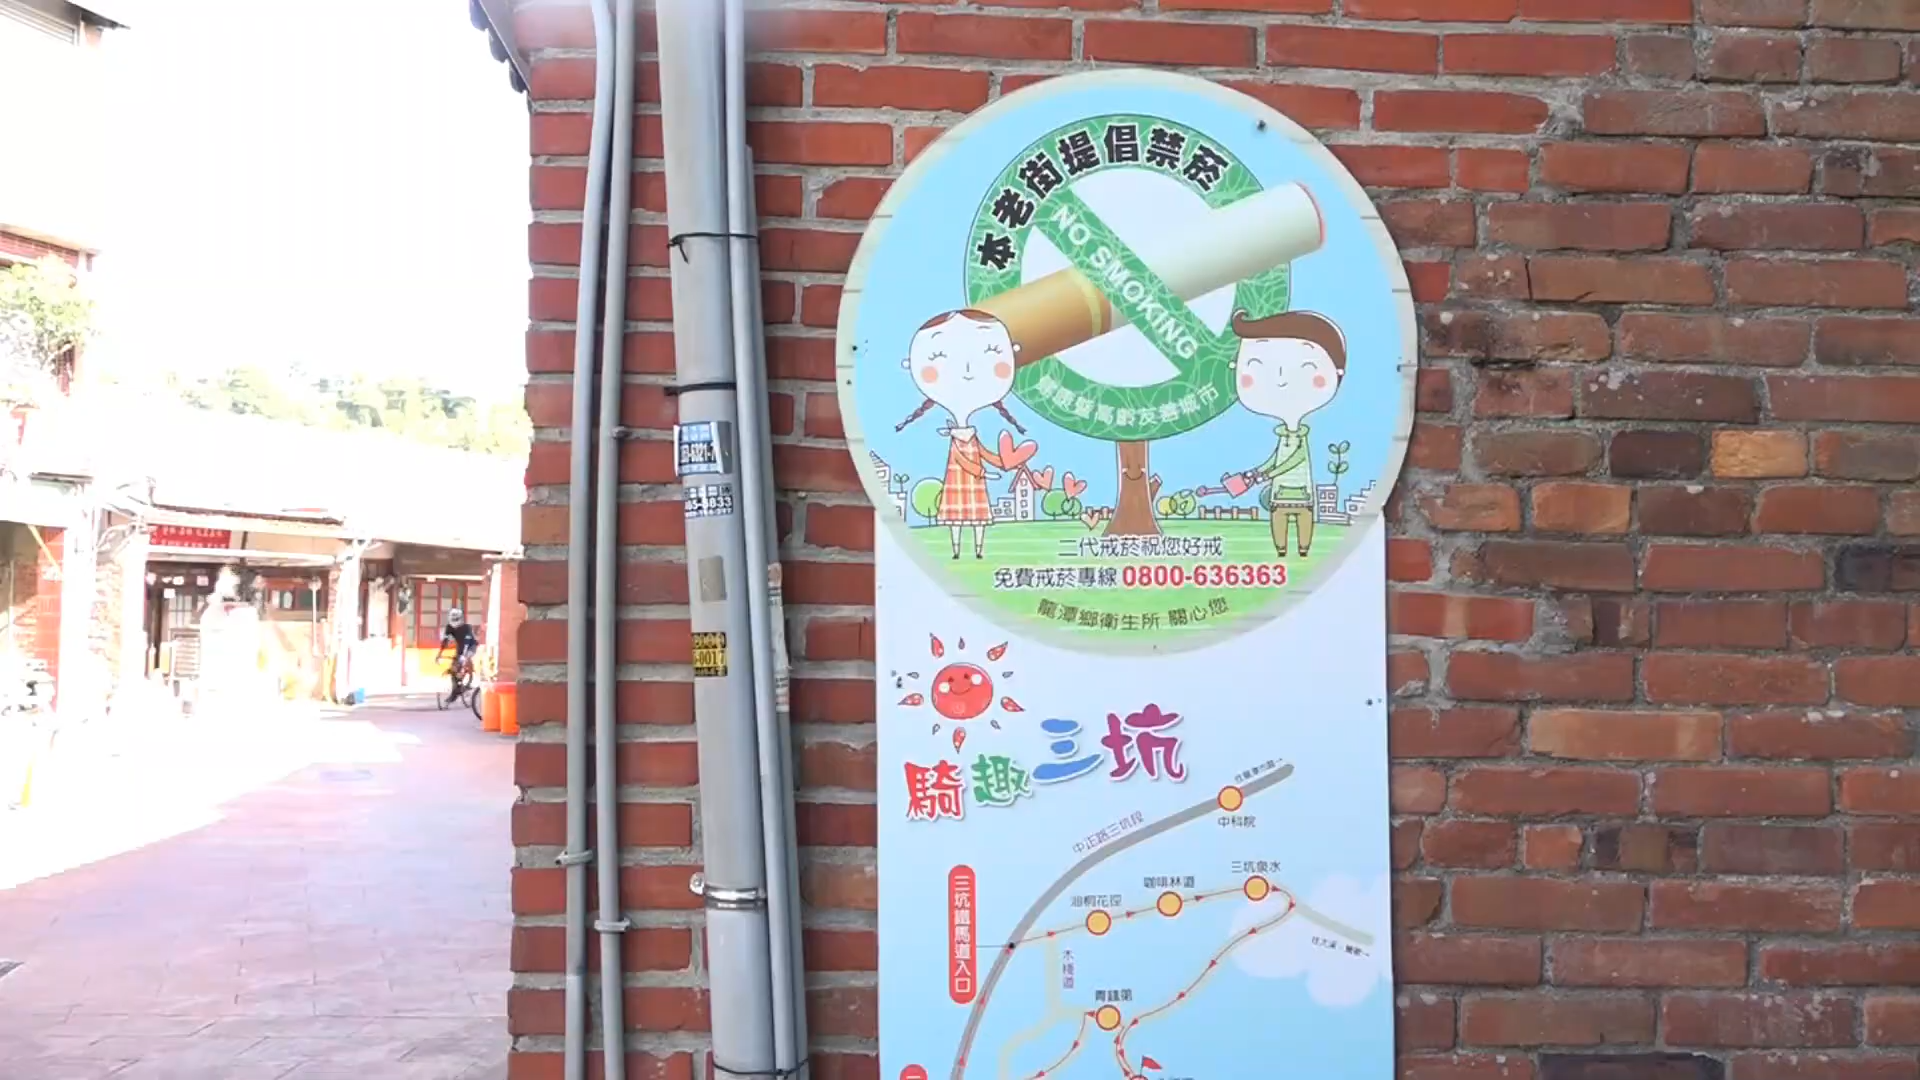 本老街提倡禁菸
NO SMOKING
健康暨高齡友善城市
二代戒菸祝您好戒
免費戒菸專線 0800-636363
龍潭鄉衛生所 關心您
騎趣三坑
中科院
中正路三坑段
三坑泉水
咖啡林道
油桐花徑
三坑鐵馬道入口
木棧道
青錢第